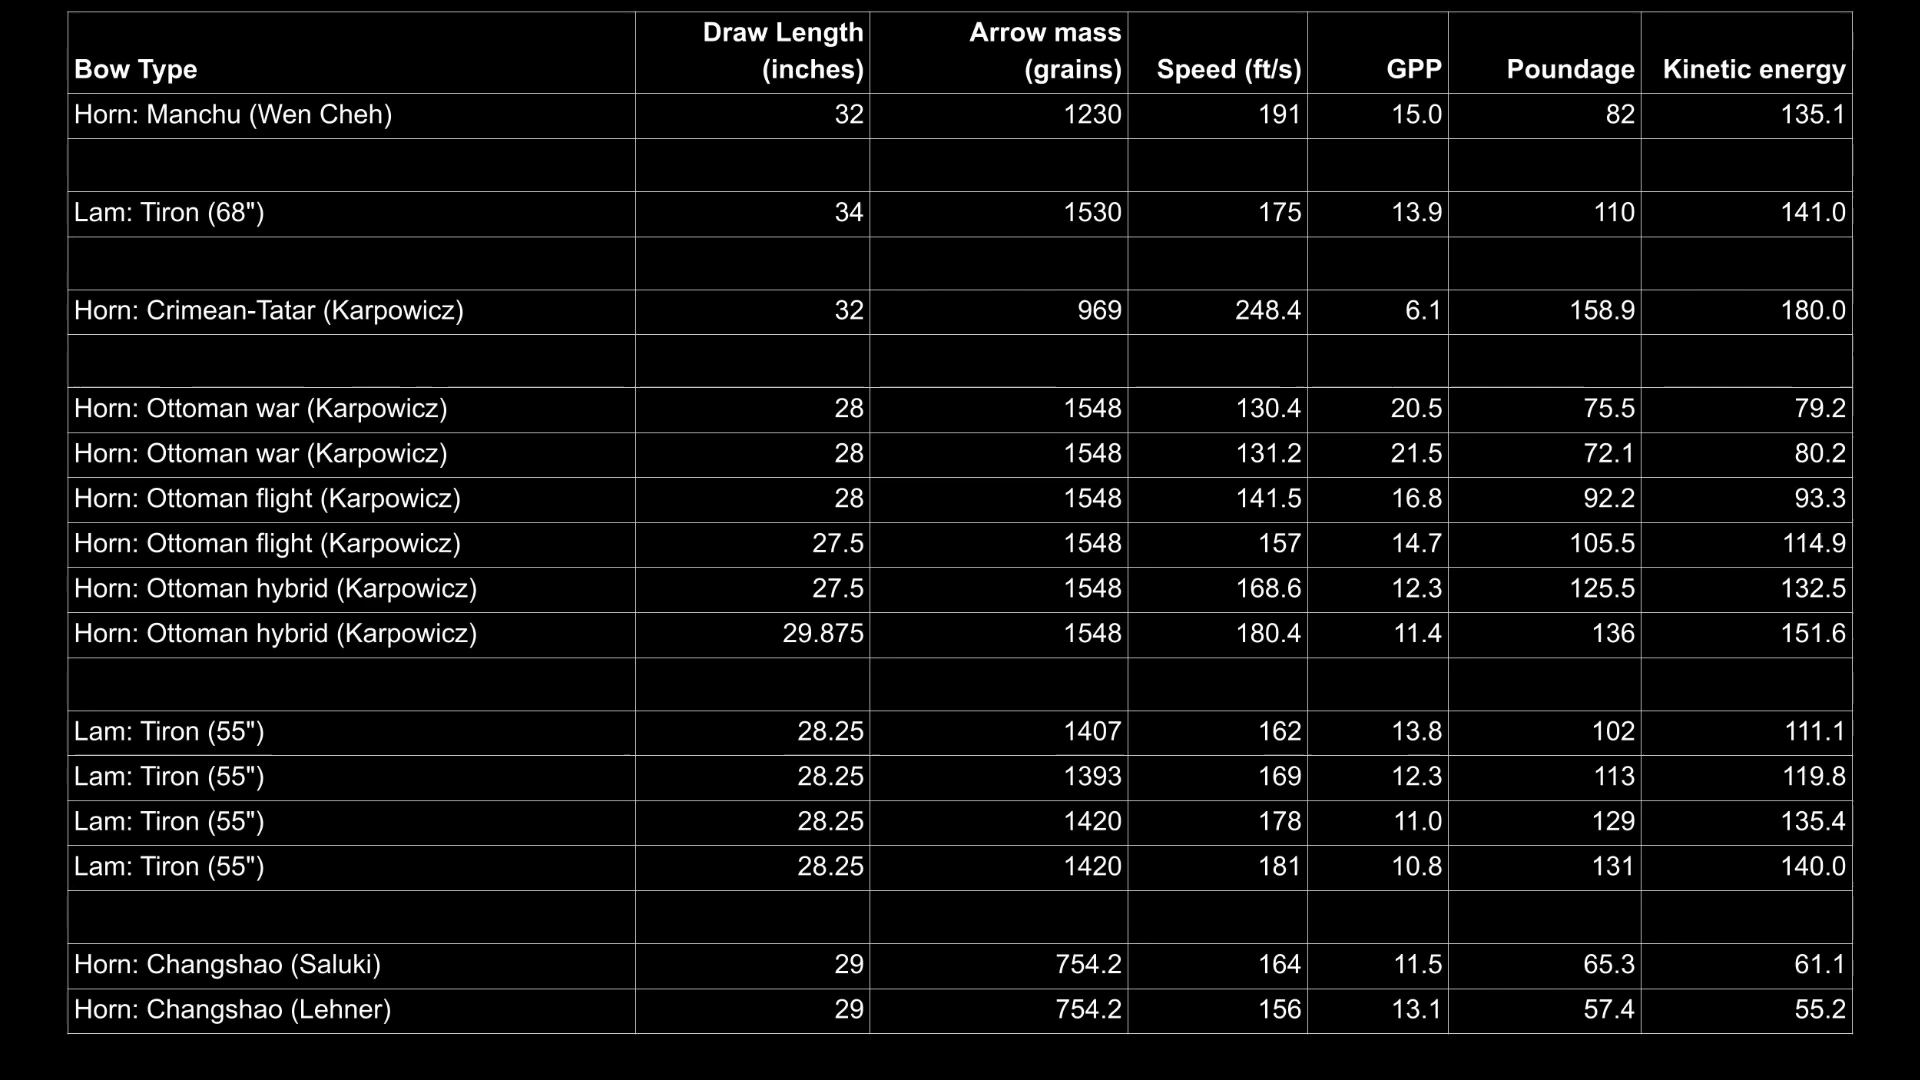 Bow Type Draw Length (inches) Arrow mass (grains) Speed (ft/s) GPP Poundage Kinetic energy
Horn: Manchu (Wen Cheh) 32 1230 191 15.0 82 135.1
Lam: Tiron (68") 34 1530 175 13.9 110 141.0
Horn: Crimean-Tatar (Karpowicz) 32 969 248.4 6.1 158.9 180.0
Horn: Ottoman war (Karpowicz) 28 1548 130.4 20.5 75.5 79.2
Horn: Ottoman war (Karpowicz) 28 1548 131.2 21.5 72.1 80.2
Horn: Ottoman flight (Karpowicz) 28 1548 141.5 16.8 92.2 93.3
Horn: Ottoman flight (Karpowicz) 27.5 1548 157 14.7 105.5 114.9
Horn: Ottoman hybrid (Karpowicz) 27.5 1548 168.6 12.3 125.5 132.5
Horn: Ottoman hybrid (Karpowicz) 29.875 1548 180.4 11.4 136 151.6
Lam: Tiron (55") 28.25 1407 162 13.8 102 111.1
Lam: Tiron (55") 28.25 1393 169 12.3 113 119.8
Lam: Tiron (55") 28.25 1420 178 11.0 129 135.4
Lam: Tiron (55") 28.25 1420 181 10.8 131 140.0
Horn: Changshao (Saluki) 29 754.2 164 11.5 65.3 61.1
Horn: Changshao (Lehner) 29 754.2 156 13.1 57.4 55.2